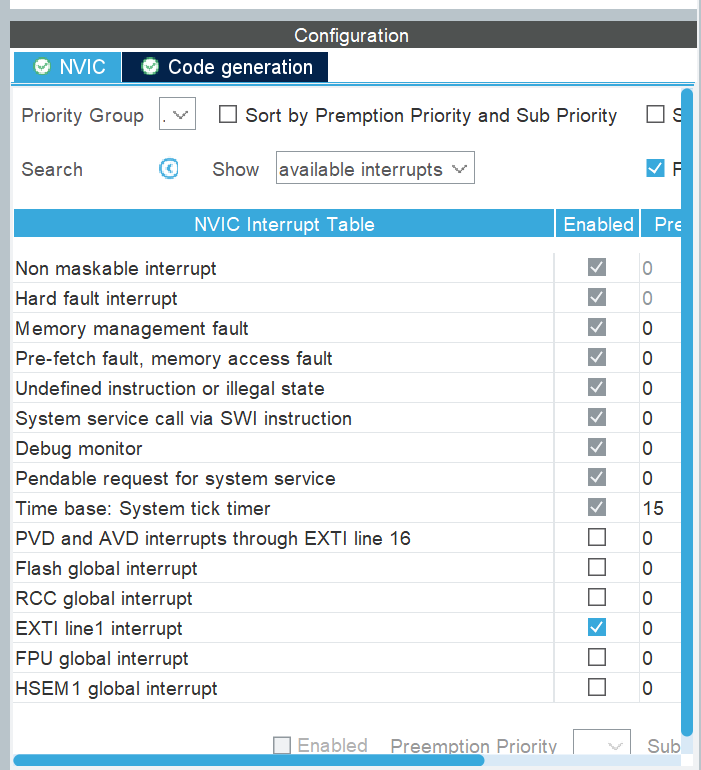 Configuration
NVIC Code generation
Priority Group . Sort by Premption Priority and Sub Priority S
Search Show available interrupts F
NVIC Interrupt Table Enabled Pre
Non maskable interrupt 0
Hard fault interrupt 0
Memory management fault 0
Pre-fetch fault, memory access fault 0
Undefined instruction or illegal state 0
System service call via SWI instruction 0
Debug monitor 0
Pendable request for system service 0
Time base: System tick timer 15
PVD and AVD interrupts through EXTI line 16 0
Flash global interrupt 0
RCC global interrupt 0
EXTI line1 interrupt 0
FPU global interrupt 0
HSEM1 global interrupt 0
Enabled Preemption Priority Sub